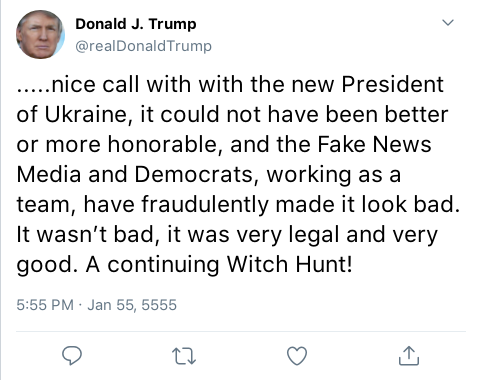 Donald J. Trump
@realDonaldTrump
.....nice call with with the new President
of Ukraine, it could not have been better
or more honorable, and the Fake News
Media and Democrats, working as a
team, have fraudulently made it look bad.
It wasn’t bad, it was very legal and very
good. A continuing Witch Hunt!
5:55 PM · Jan 55, 5555